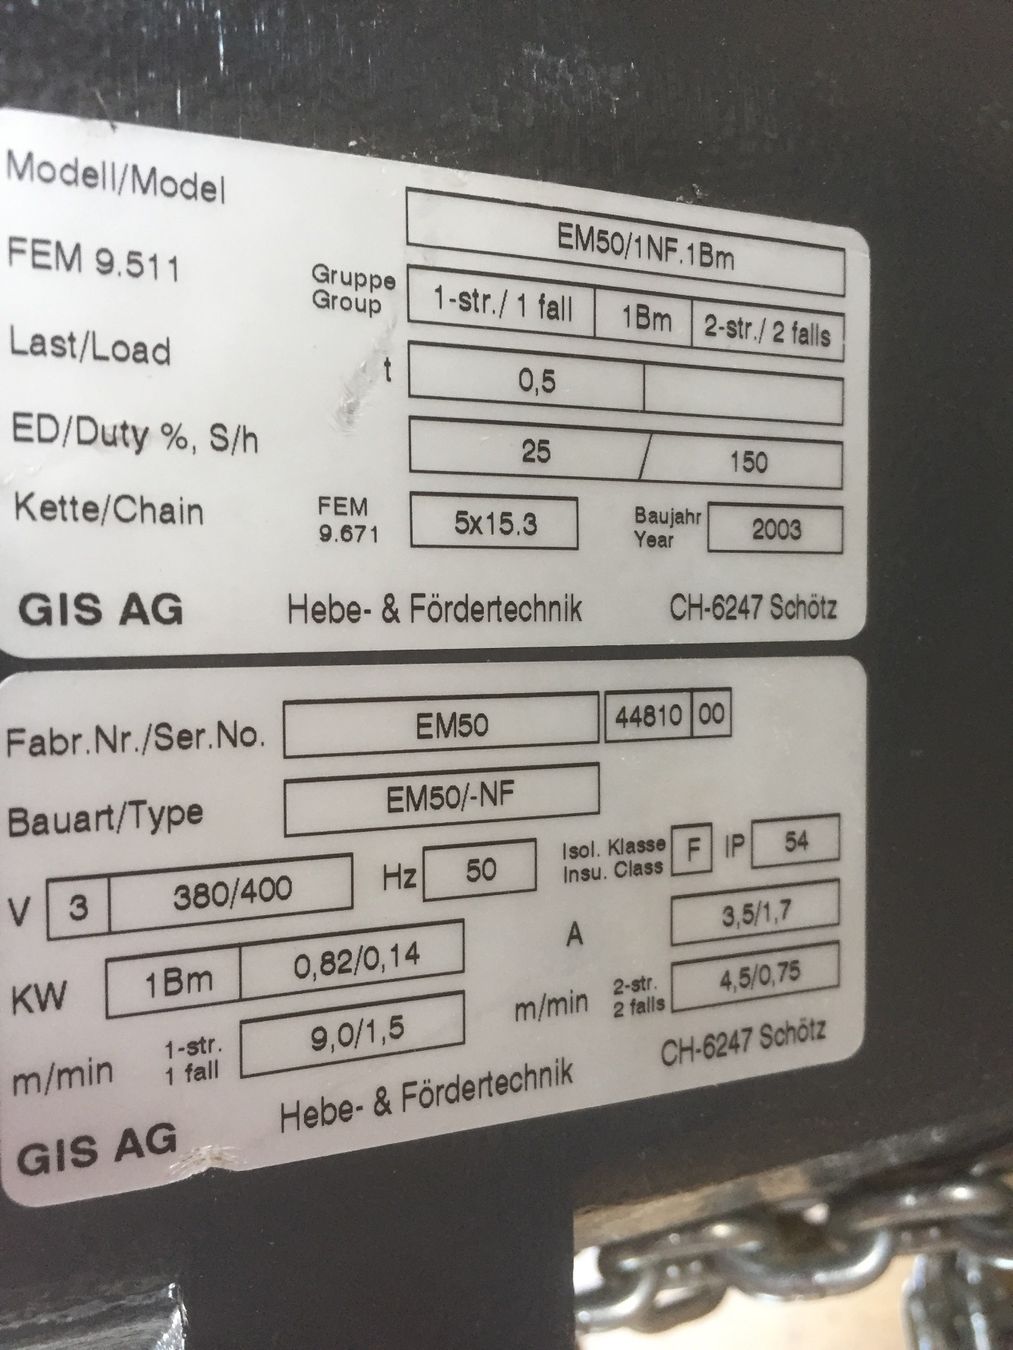 Modell/Model EM50/1NF.1Bm
FEM 9.511 Gruppe Group 1-str./ 1 fall 1Bm 2-str./ 2 falls
Last/Load t 0,5
ED/Duty %, S/h 25 / 150
Kette/Chain FEM 9.671 5x15.3 Baujahr Year 2003
GIS AG Hebe- & Fördertechnik CH-6247 Schötz
Fabr.Nr./Ser.No. EM50 44810 00
Bauart/Type EM50/-NF
V 3 380/400 Hz 50 Isol. Klasse Insu. Class F IP 54
KW 1Bm 0,82/0,14 A 3,5/1,7
m/min 1-str. 1 fall 9,0/1,5 m/min 2-str. 2 falls 4,5/0,75
GIS AG Hebe- & Fördertechnik CH-6247 Schötz